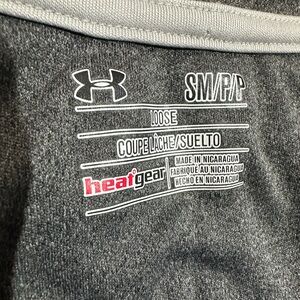 SM/P/P
LOOSE
COUPE LÂCHE/SUELTO
heatgear
MADE IN NICARAGUA
FABRIQUÉ AU NICARAGUA
HECHO EN NICARAGUA